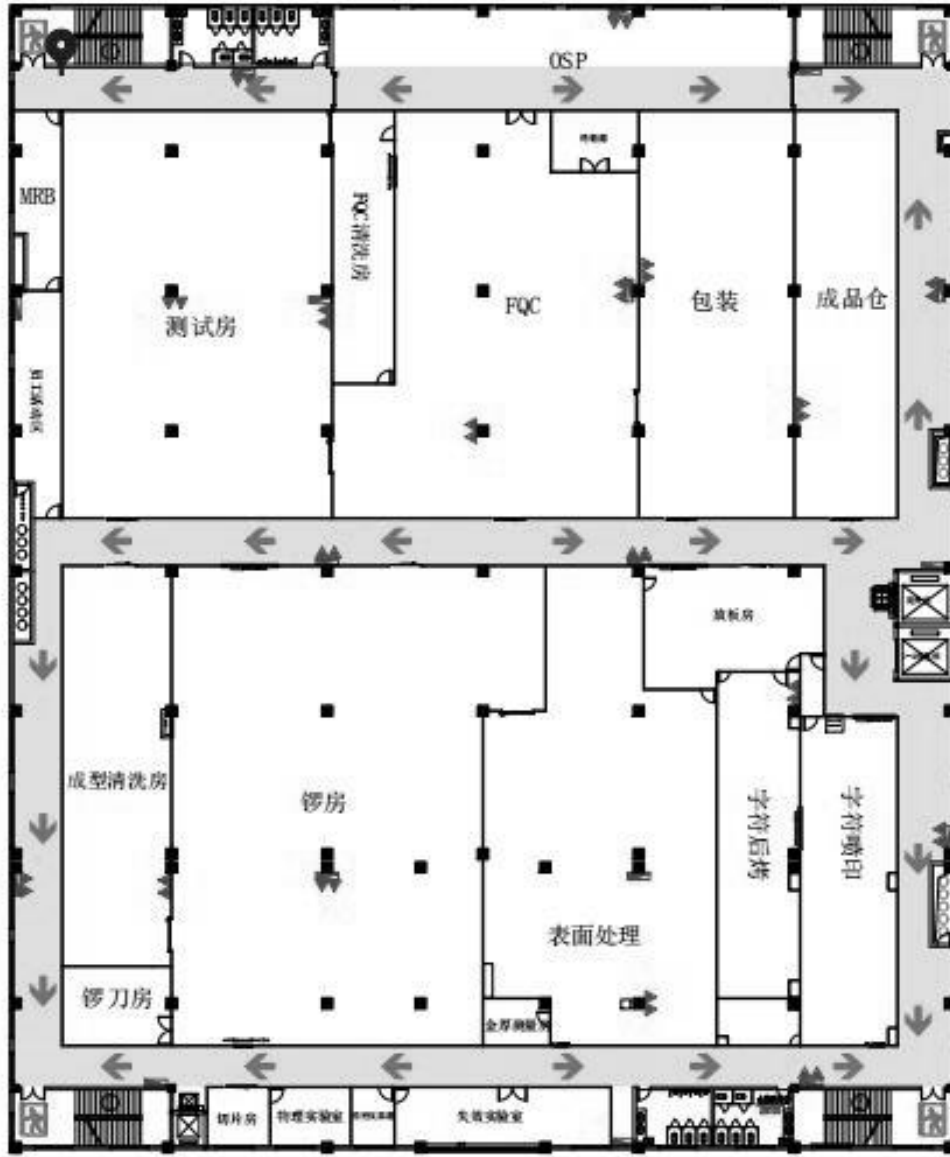 OSP
MRB
FQC清洗房
测试房
FQC
包装
成品仓
放板房
成型清洗房
锣房
字符后烤
字符喷印
表面处理
锣刀房
金厚测量房
切片房
物理实验室
失效实验室